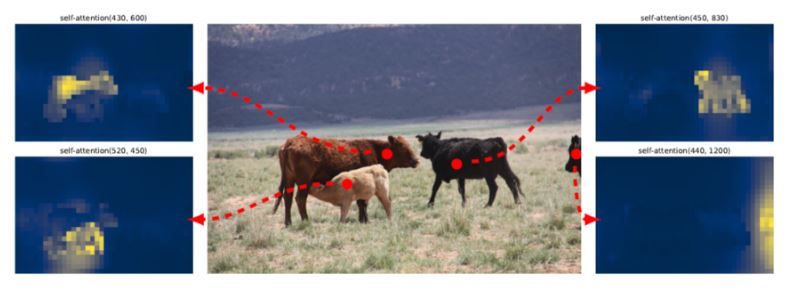 self-attention(430, 600)
self-attention(450, 830)
self-attention(520, 450)
self-attention(440, 1200)